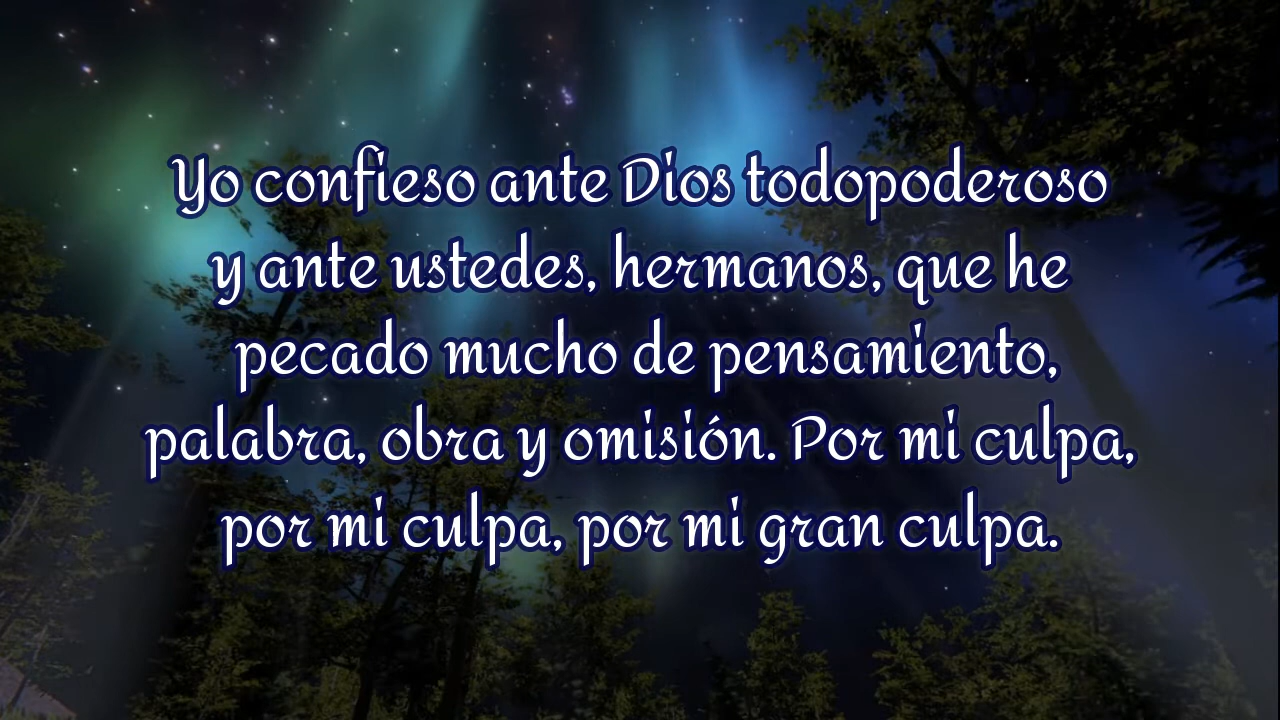 Yo confieso ante Dios todopoderoso
y ante ustedes, hermanos, que he
pecado mucho de pensamiento,
palabra, obra y omisión. Por mi culpa,
por mi culpa, por mi gran culpa.